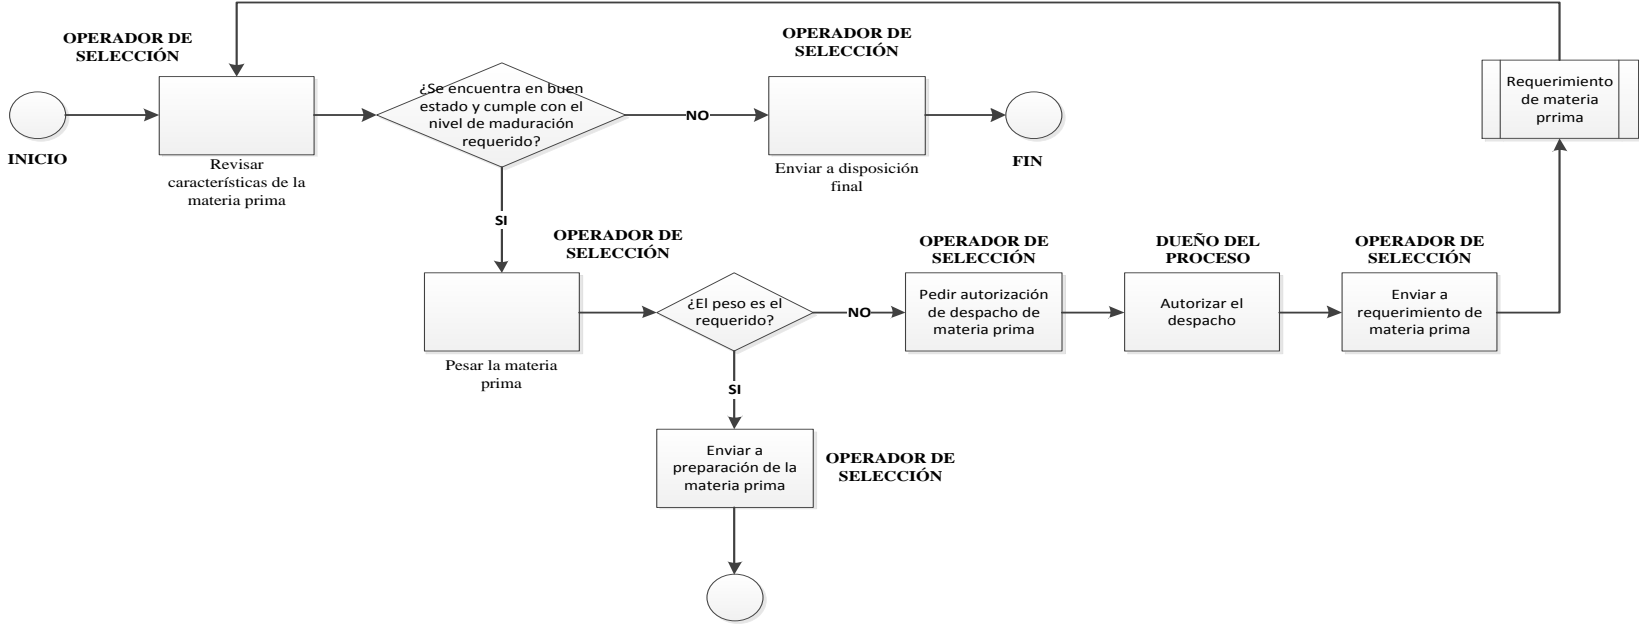 OPERADOR DE
SELECCIÓN
INICIO
Revisar
características de la
materia prima
¿Se encuentra en buen
estado y cumple con el
nivel de maduración
requerido?
NO
OPERADOR DE
SELECCIÓN
Enviar a disposición
final
FIN
Requerimiento
de materia
prrima
SI
OPERADOR DE
SELECCIÓN
Pesar la materia
prima
¿El peso es el
requerido?
NO
OPERADOR DE
SELECCIÓN
Pedir autorización
de despacho de
materia prima
DUEÑO DEL
PROCESO
Autorizar el
despacho
OPERADOR DE
SELECCIÓN
Enviar a
requerimiento de
materia prima
SI
Enviar a
preparación de la
materia prima
OPERADOR DE
SELECCIÓN